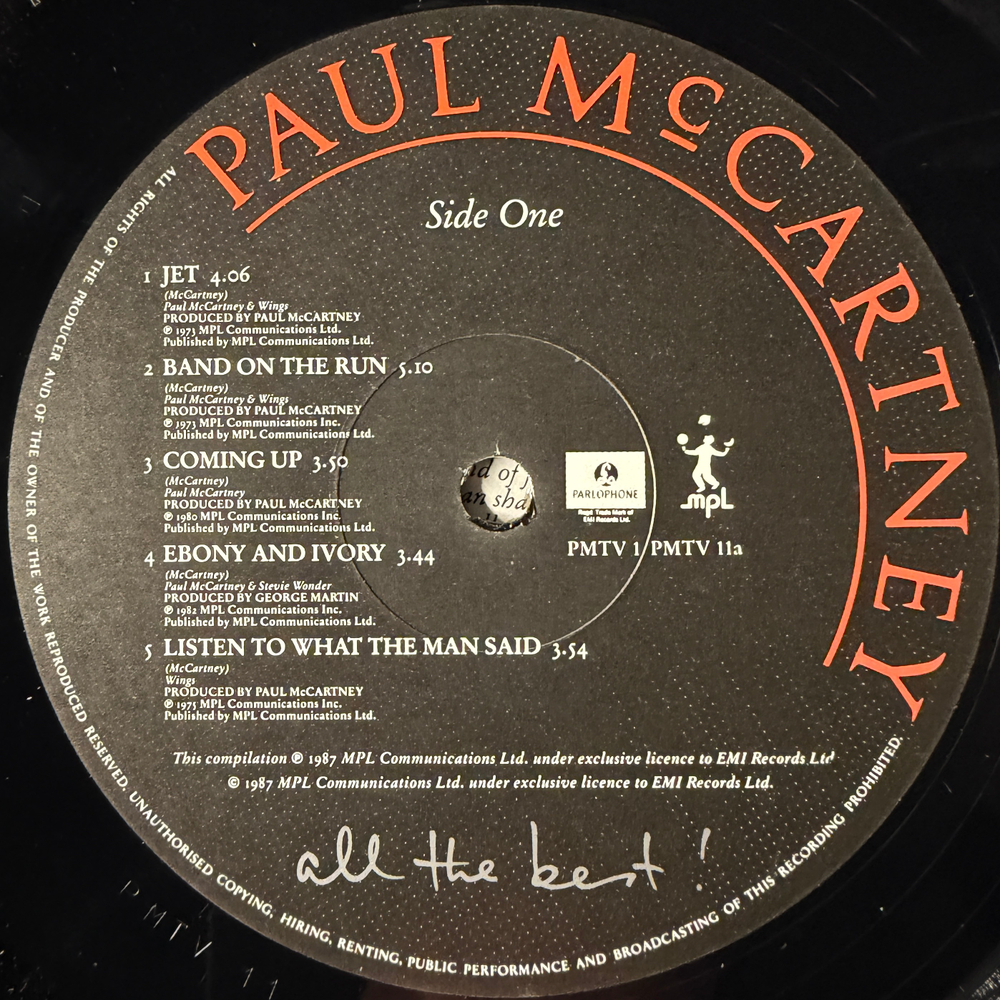 PAUL McCARTNEY
Side One
1 JET 4.06
(McCartney)
Paul McCartney & Wings
PRODUCED BY PAUL McCARTNEY
℗ 1973 MPL Communications Ltd.
Published by MPL Communications Ltd.
2 BAND ON THE RUN 5.10
(McCartney)
Paul McCartney & Wings
PRODUCED BY PAUL McCARTNEY
℗ 1973 MPL Communications Inc.
Published by MPL Communications Ltd.
3 COMING UP 3.50
(McCartney)
Paul McCartney
PRODUCED BY PAUL McCARTNEY
℗ 1980 MPL Communications Inc.
Published by MPL Communications Ltd.
4 EBONY AND IVORY 3.44
(McCartney)
Paul McCartney & Stevie Wonder
PRODUCED BY GEORGE MARTIN
℗ 1982 MPL Communications Inc.
Published by MPL Communications Ltd.
5 LISTEN TO WHAT THE MAN SAID 3.54
(McCartney)
Wings
PRODUCED BY PAUL McCARTNEY
℗ 1975 MPL Communications Inc.
Published by MPL Communications Ltd.
of
sha
PARLOPHONE
Regd. Trade Mark of
EMI Records Ltd.
mpL
PMTV 1/PMTV 11a
This compilation ℗ 1987 MPL Communications Ltd. under exclusive licence to EMI Records Ltd
© 1987 MPL Communications Ltd. under exclusive licence to EMI Records Ltd.
all the best!
ALL RIGHTS OF THE PRODUCER AND OF THE OWNER OF THE WORK REPRODUCED RESERVED. UNAUTHORISED COPYING, HIRING, RENTING, PUBLIC PERFORMANCE AND BROADCASTING OF THIS RECORDING PROHIBITED.
PMTV 11